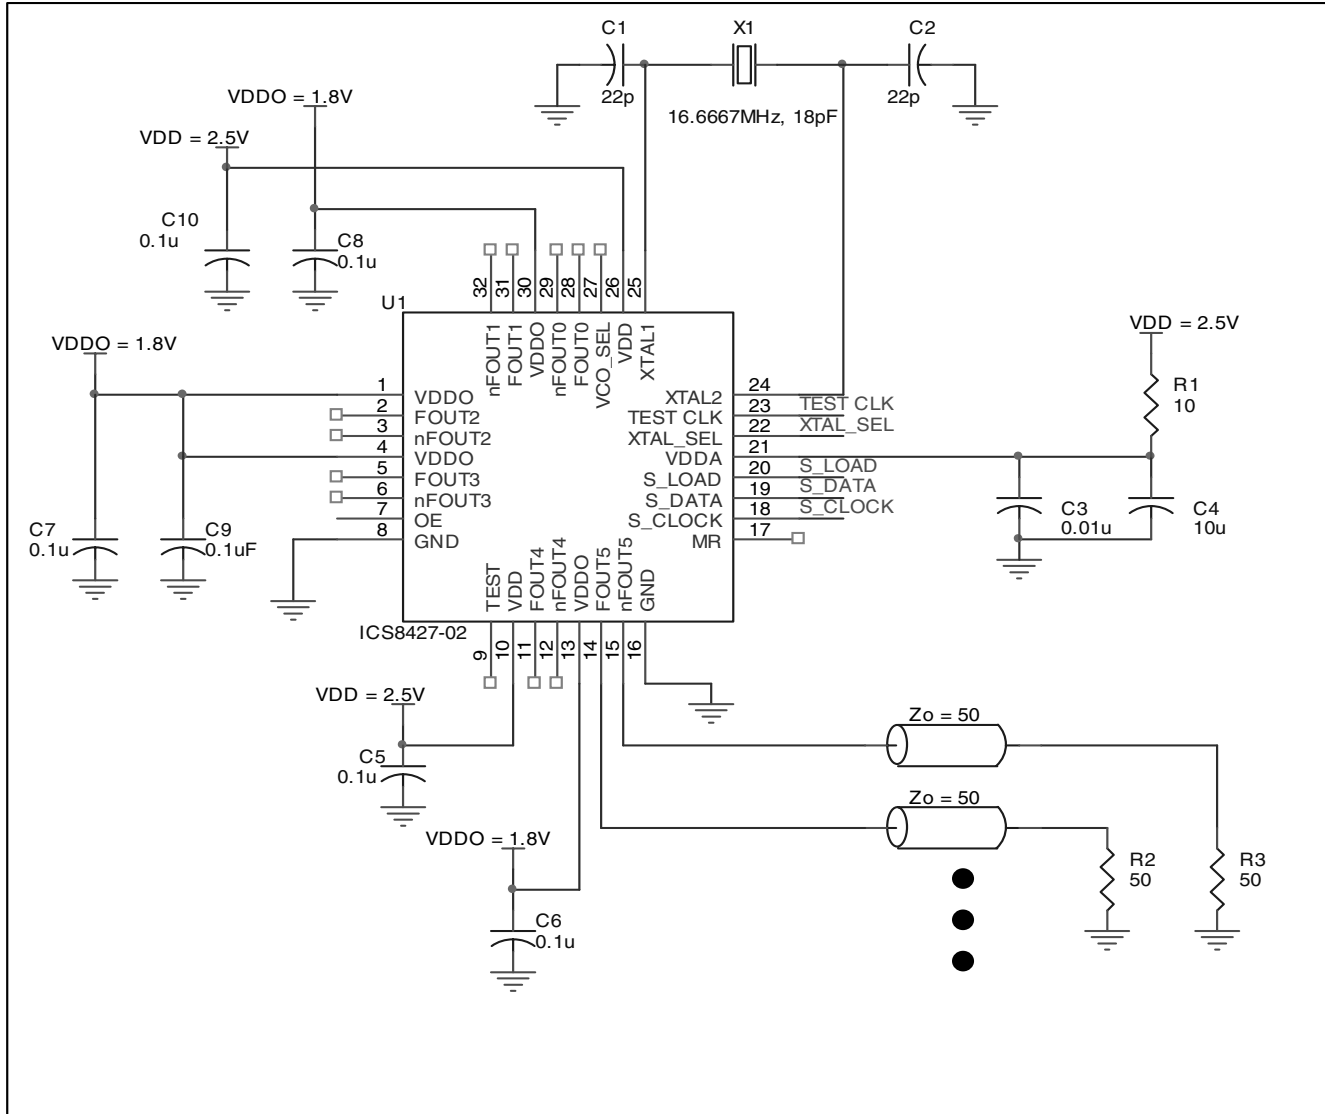 C1
X1
C2
22p
22p
16.6667MHz, 18pF
VDDO = 1.8V
VDD = 2.5V
C10
0.1u
C8
0.1u
32
31
30
29
28
27
26
25
U1
nFOUT1
FOUT1
VDDO
nFOUT0
FOUT0
VCO_SEL
VDD
XTAL1
VDDO = 1.8V
VDD = 2.5V
R1
10
1
VDDO
2
FOUT2
3
nFOUT2
4
VDDO
5
FOUT3
6
nFOUT3
7
OE
8
GND
XTAL2
24
TEST CLK
23
TEST CLK
XTAL_SEL
22
XTAL_SEL
VDDA
21
S_LOAD
20
S_LOAD
S_DATA
19
S_DATA
S_CLOCK
18
S_CLOCK
MR
17
C7
0.1u
C9
0.1uF
C3
0.01u
C4
10u
TEST
VDD
FOUT4
nFOUT4
VDDO
FOUT5
nFOUT5
GND
ICS8427-02
9
10
11
12
13
14
15
16
VDD = 2.5V
C5
0.1u
Zo = 50
Zo = 50
VDDO = 1.8V
R2
50
R3
50
C6
0.1u